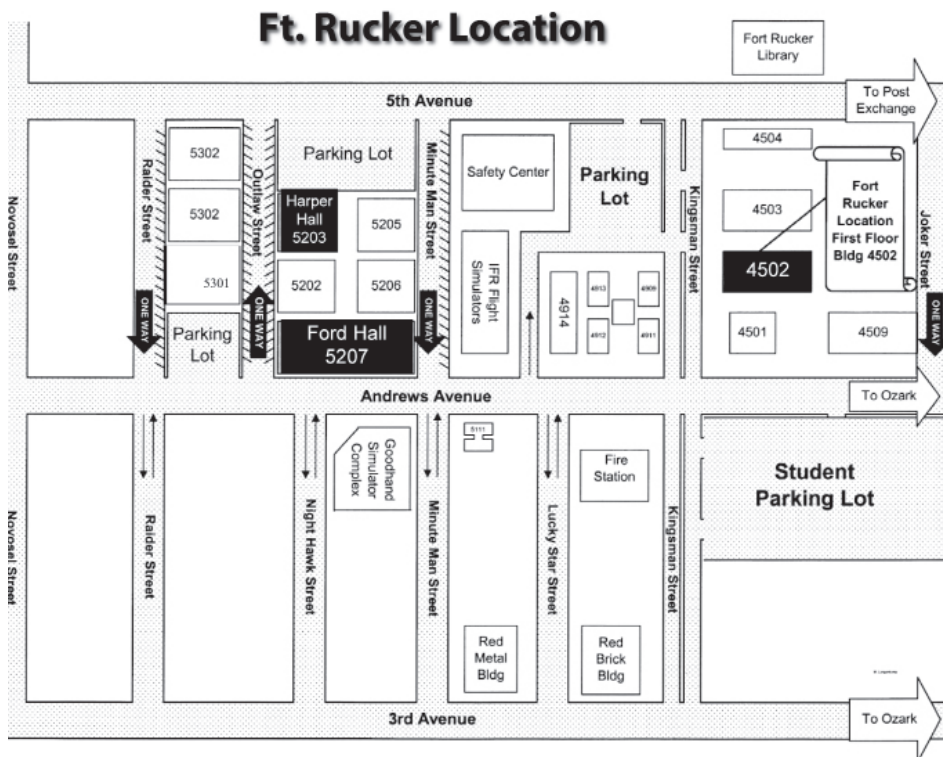 Ft. Rucker Location
Fort Rucker
Library
To Post
Exchange
5th Avenue
Novosel Street
Raider Street
5302
5302
5301
Parking
Lot
ONE WAY
Outlaw Street
ONE WAY
Parking Lot
Harper
Hall
5203
5205
5202
5206
Ford Hall
5207
Minute Man Street
ONE WAY
Safety Center
IFR Flight
Simulators
Parking
Lot
4914
4913
4909
4912
4911
Kingsman Street
4504
4503
4502
4501
4509
Fort
Rucker
Location
First Floor
Bldg 4502
Joker Street
ONE WAY
Andrews Avenue
To Ozark
Novosel Street
Raider Street
Night Hawk Street
Goodhand
Simulator
Complex
Minute Man Street
5111
Red
Metal
Bldg
Lucky Star Street
Fire
Station
Red
Brick
Bldg
Kingsman Street
Student
Parking Lot
3rd Avenue
To Ozark